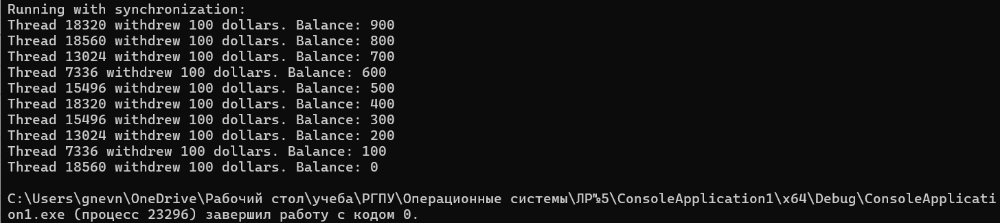 Running with synchronization:
Thread 18320 withdrew 100 dollars. Balance: 900
Thread 18560 withdrew 100 dollars. Balance: 800
Thread 13024 withdrew 100 dollars. Balance: 700
Thread 7336 withdrew 100 dollars. Balance: 600
Thread 15496 withdrew 100 dollars. Balance: 500
Thread 18320 withdrew 100 dollars. Balance: 400
Thread 15496 withdrew 100 dollars. Balance: 300
Thread 13024 withdrew 100 dollars. Balance: 200
Thread 7336 withdrew 100 dollars. Balance: 100
Thread 18560 withdrew 100 dollars. Balance: 0
C:\Users\gnevn\OneDrive\Рабочий стол\учеба\РГПУ\Операционные системы\ЛР№5\ConsoleApplication1\x64\Debug\ConsoleApplicati
on1.exe (процесс 23296) завершил работу с кодом 0.